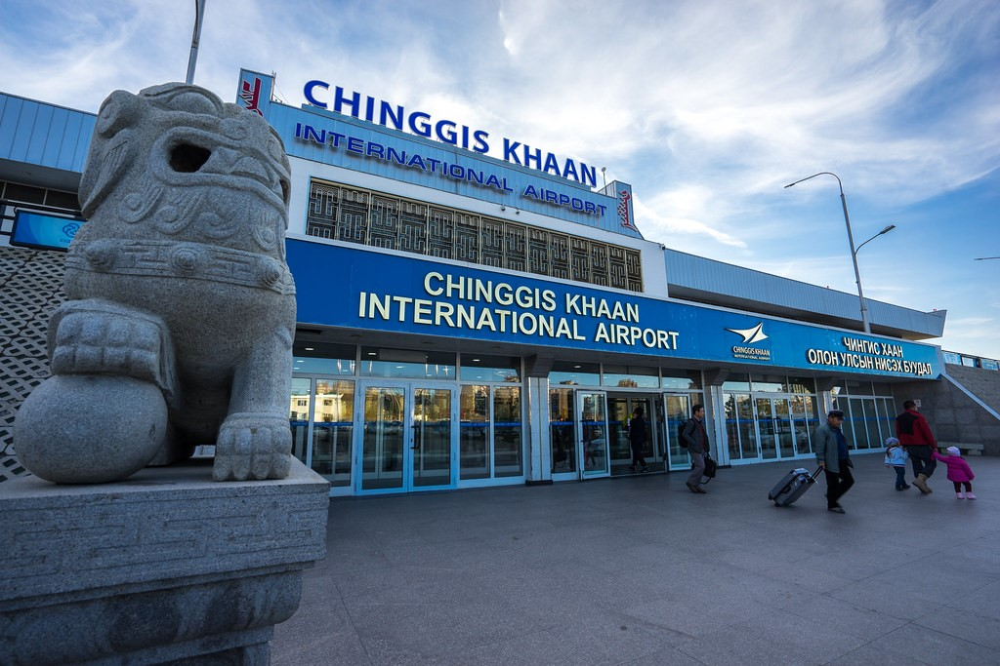 CHINGGIS KHAAN
INTERNATIONAL AIRPORT
CHINGGIS KHAAN
INTERNATIONAL AIRPORT
CHINGGIS KHAAN
INTERNATIONAL AIRPORT
ЧИНГИС ХААН
ОЛОН УЛСЫН НИСЭХ БУУДАЛ